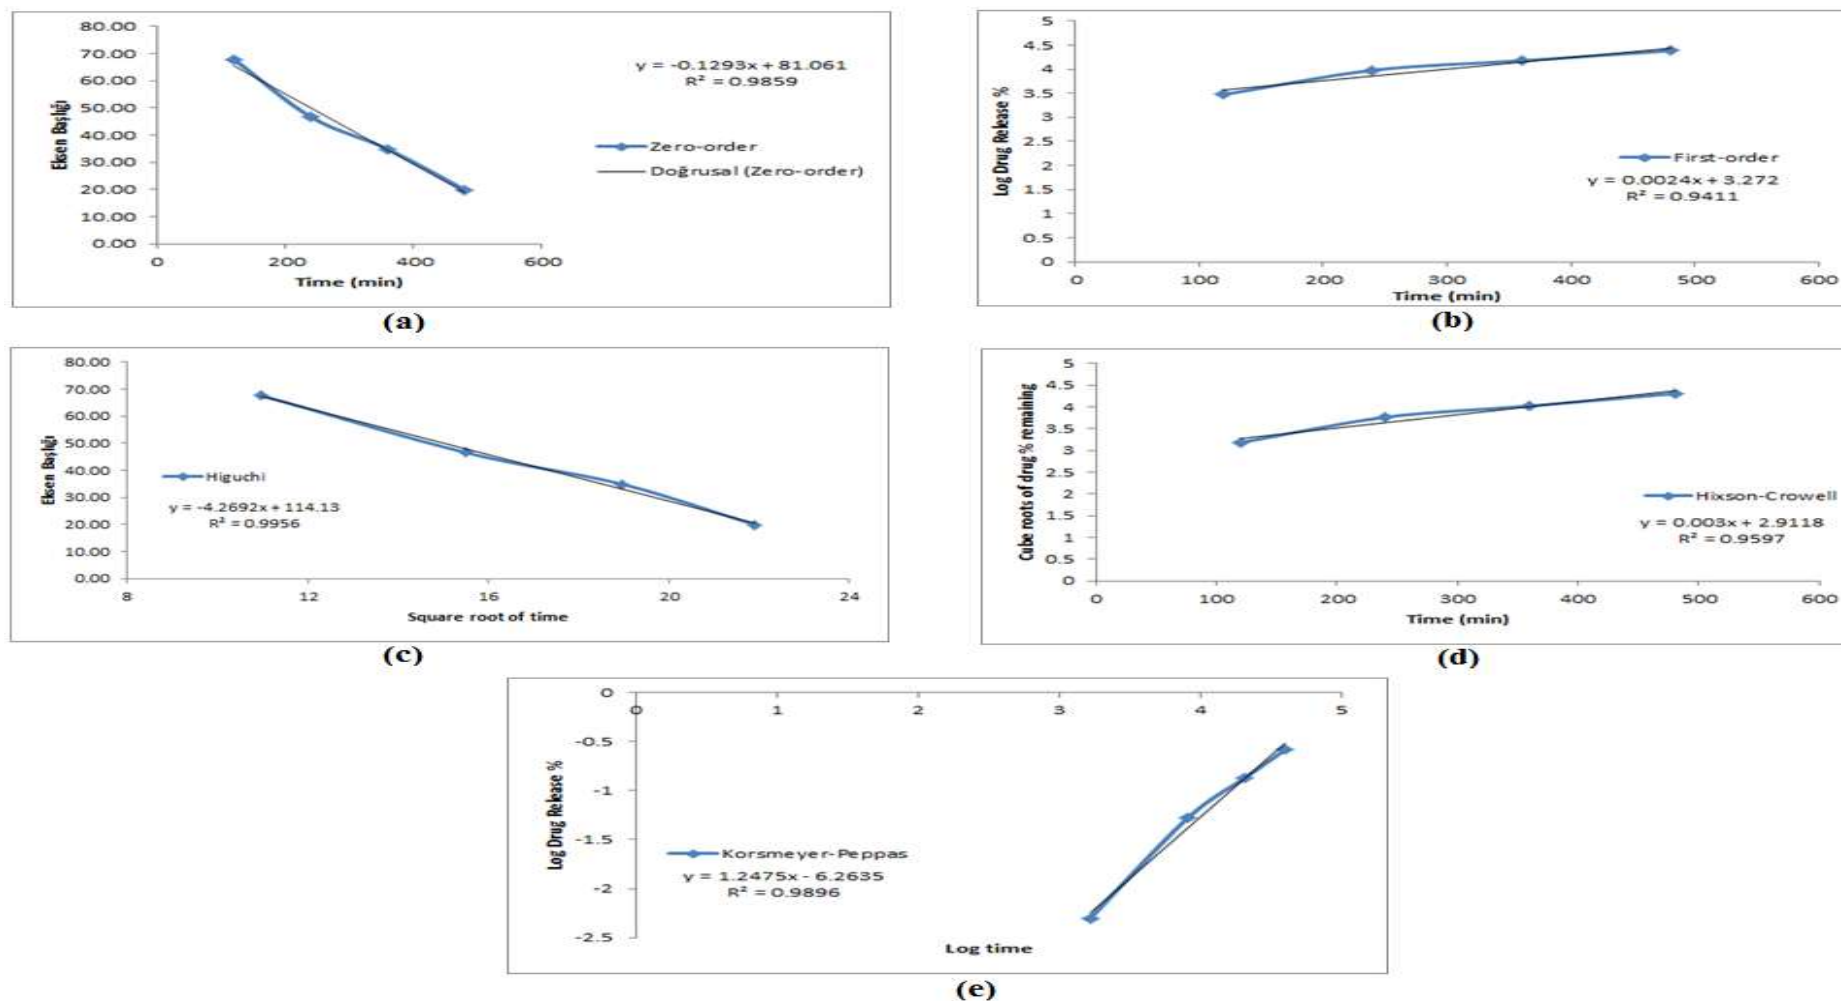 80.00
70.00
60.00
50.00
40.00
30.00
20.00
10.00
0.00
Eksen Başlığı
y = -0.1293x + 81.061
R² = 0.9859
Zero-order
Doğrusal (Zero-order)
0 200 400 600
Time (min)
(a)
5
4.5
4
3.5
3
2.5
2
1.5
1
0.5
0
Log Drug Release %
First-order
y = 0.0024x + 3.272
R² = 0.9411
0 100 200 300 400 500 600
Time (min)
(b)
80.00
70.00
60.00
50.00
40.00
30.00
20.00
10.00
0.00
Eksen Başlığı
Higuchi
y = -4.2692x + 114.13
R² = 0.9956
8 12 16 20 24
Square root of time
(c)
5
4.5
4
3.5
3
2.5
2
1.5
1
0.5
0
Cube roots of drug % remaining
Hixson-Crowell
y = 0.003x + 2.9118
R² = 0.9597
0 100 200 300 400 500 600
Time (min)
(d)
0
0 1 2 3 4 5
-0.5
-1
-1.5
-2
-2.5
Log Drug Release %
Korsmeyer-Peppas
y = 1.2475x - 6.2635
R² = 0.9896
Log time
(e)